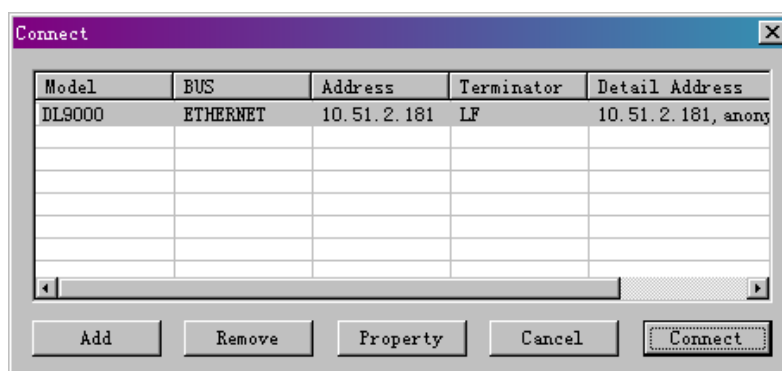 Connect
Model BUS Address Terminator Detail Address
DL9000 ETHERNET 10.51.2.181 LF 10.51.2.181, anony
Add Remove Property Cancel Connect